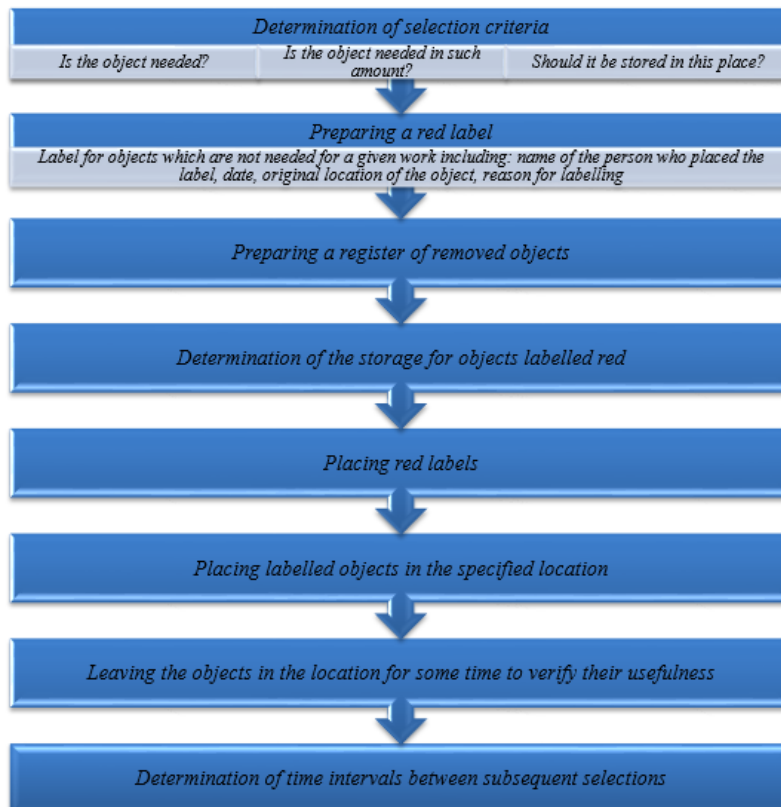 Determination of selection criteria
Is the object needed?
Is the object needed in such
amount?
Should it be stored in this place?
Preparing a red label
Label for objects which are not needed for a given work including: name of the person who placed the
label, date, original location of the object, reason for labelling
Preparing a register of removed objects
Determination of the storage for objects labelled red
Placing red labels
Placing labelled objects in the specified location
Leaving the objects in the location for some time to verify their usefulness
Determination of time intervals between subsequent selections